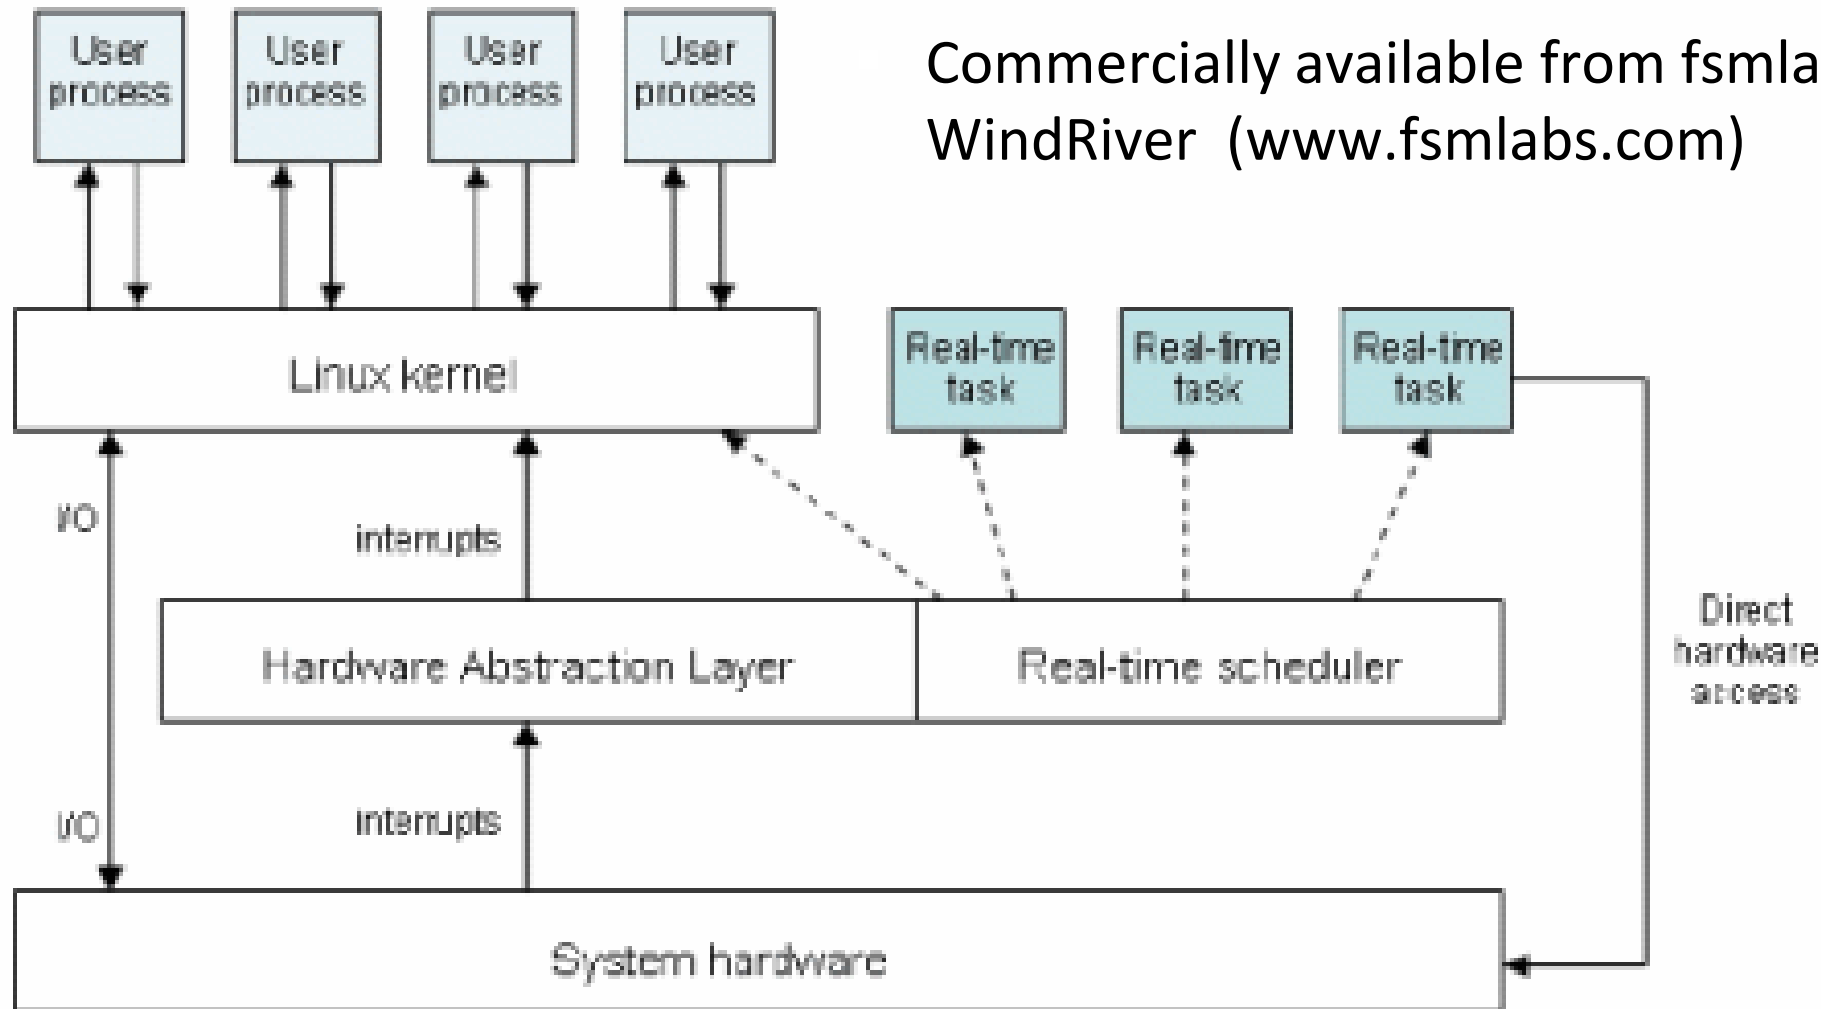 User
process
User
process
User
process
User
process
Commercially available from fsmla
WindRiver (www.fsmlabs.com)
Linux kernel
Real-time
task
Real-time
task
Real-time
task
I/O
interrupts
Hardware Abstraction Layer
Real-time scheduler
Direct
hardware
access
I/O
interrupts
System hardware